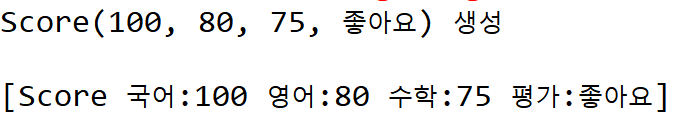 Score(100, 80, 75, 좋아요) 생성
[Score 국어:100 영어:80 수학:75 평가:좋아요]